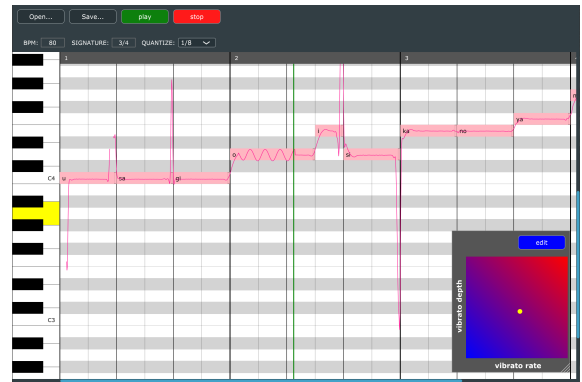 Open... Save... play stop
BPM: 80 SIGNATURE: 3/4 QUANTIZE: 1/8
1 2 3
ya
i ka no
o si
C4 u sa gi
edit
vibrato depth
C3
vibrato rate